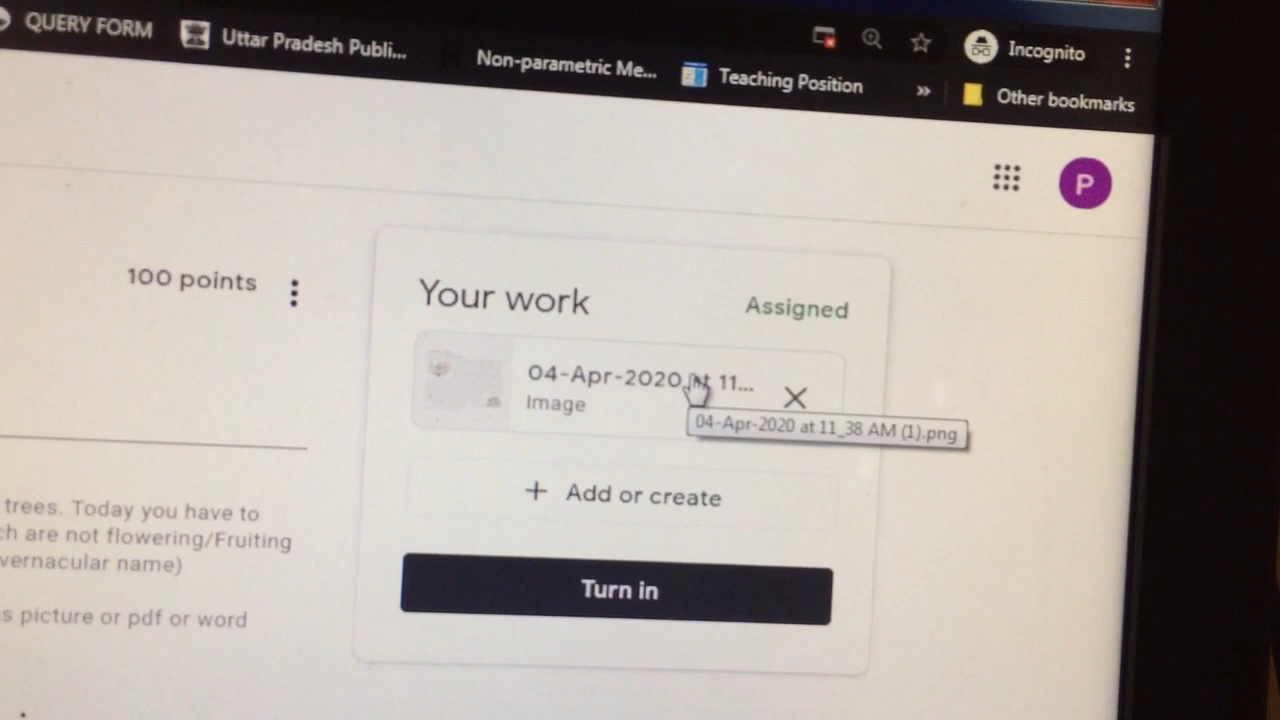 QUERY FORM
Uttar Pradesh Publi...
Non-parametric Me...
Teaching Position
Incognito
»
Other bookmarks
P
100 points
Your work
Assigned
04-Apr-2020 at 11...
Image
04-Apr-2020 at 11_38 AM (1).png
+ Add or create
Turn in
trees. Today you have to
ch are not flowering/Fruiting
vernacular name)
s picture or pdf or word